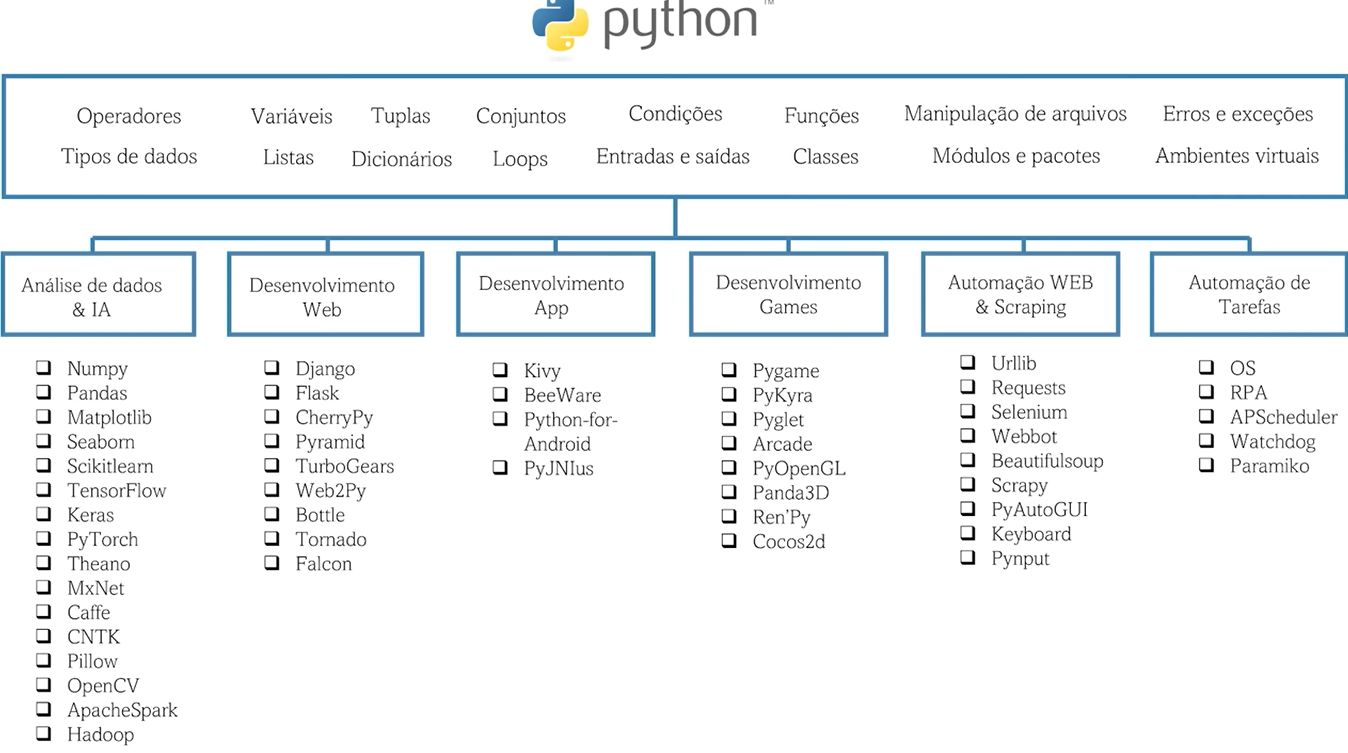 python™
Operadores Variáveis Tuplas Conjuntos Condições Funções Manipulação de arquivos Erros e exceções
Tipos de dados Listas Dicionários Loops Entradas e saídas Classes Módulos e pacotes Ambientes virtuais
Análise de dados
& IA
Numpy
Pandas
Matplotlib
Seaborn
Scikitlearn
TensorFlow
Keras
PyTorch
Theano
MxNet
Caffe
CNTK
Pillow
OpenCV
ApacheSpark
Hadoop
Desenvolvimento
Web
Django
Flask
CherryPy
Pyramid
TurboGears
Web2Py
Bottle
Tornado
Falcon
Desenvolvimento
App
Kivy
BeeWare
Python-for-
Android
PyJNIus
Desenvolvimento
Games
Pygame
PyKyra
Pyglet
Arcade
PyOpenGL
Panda3D
Ren’Py
Cocos2d
Automação WEB
& Scraping
Urllib
Requests
Selenium
Webbot
Beautifulsoup
Scrapy
PyAutoGUI
Keyboard
Pynput
Automação de
Tarefas
OS
RPA
APScheduler
Watchdog
Paramiko